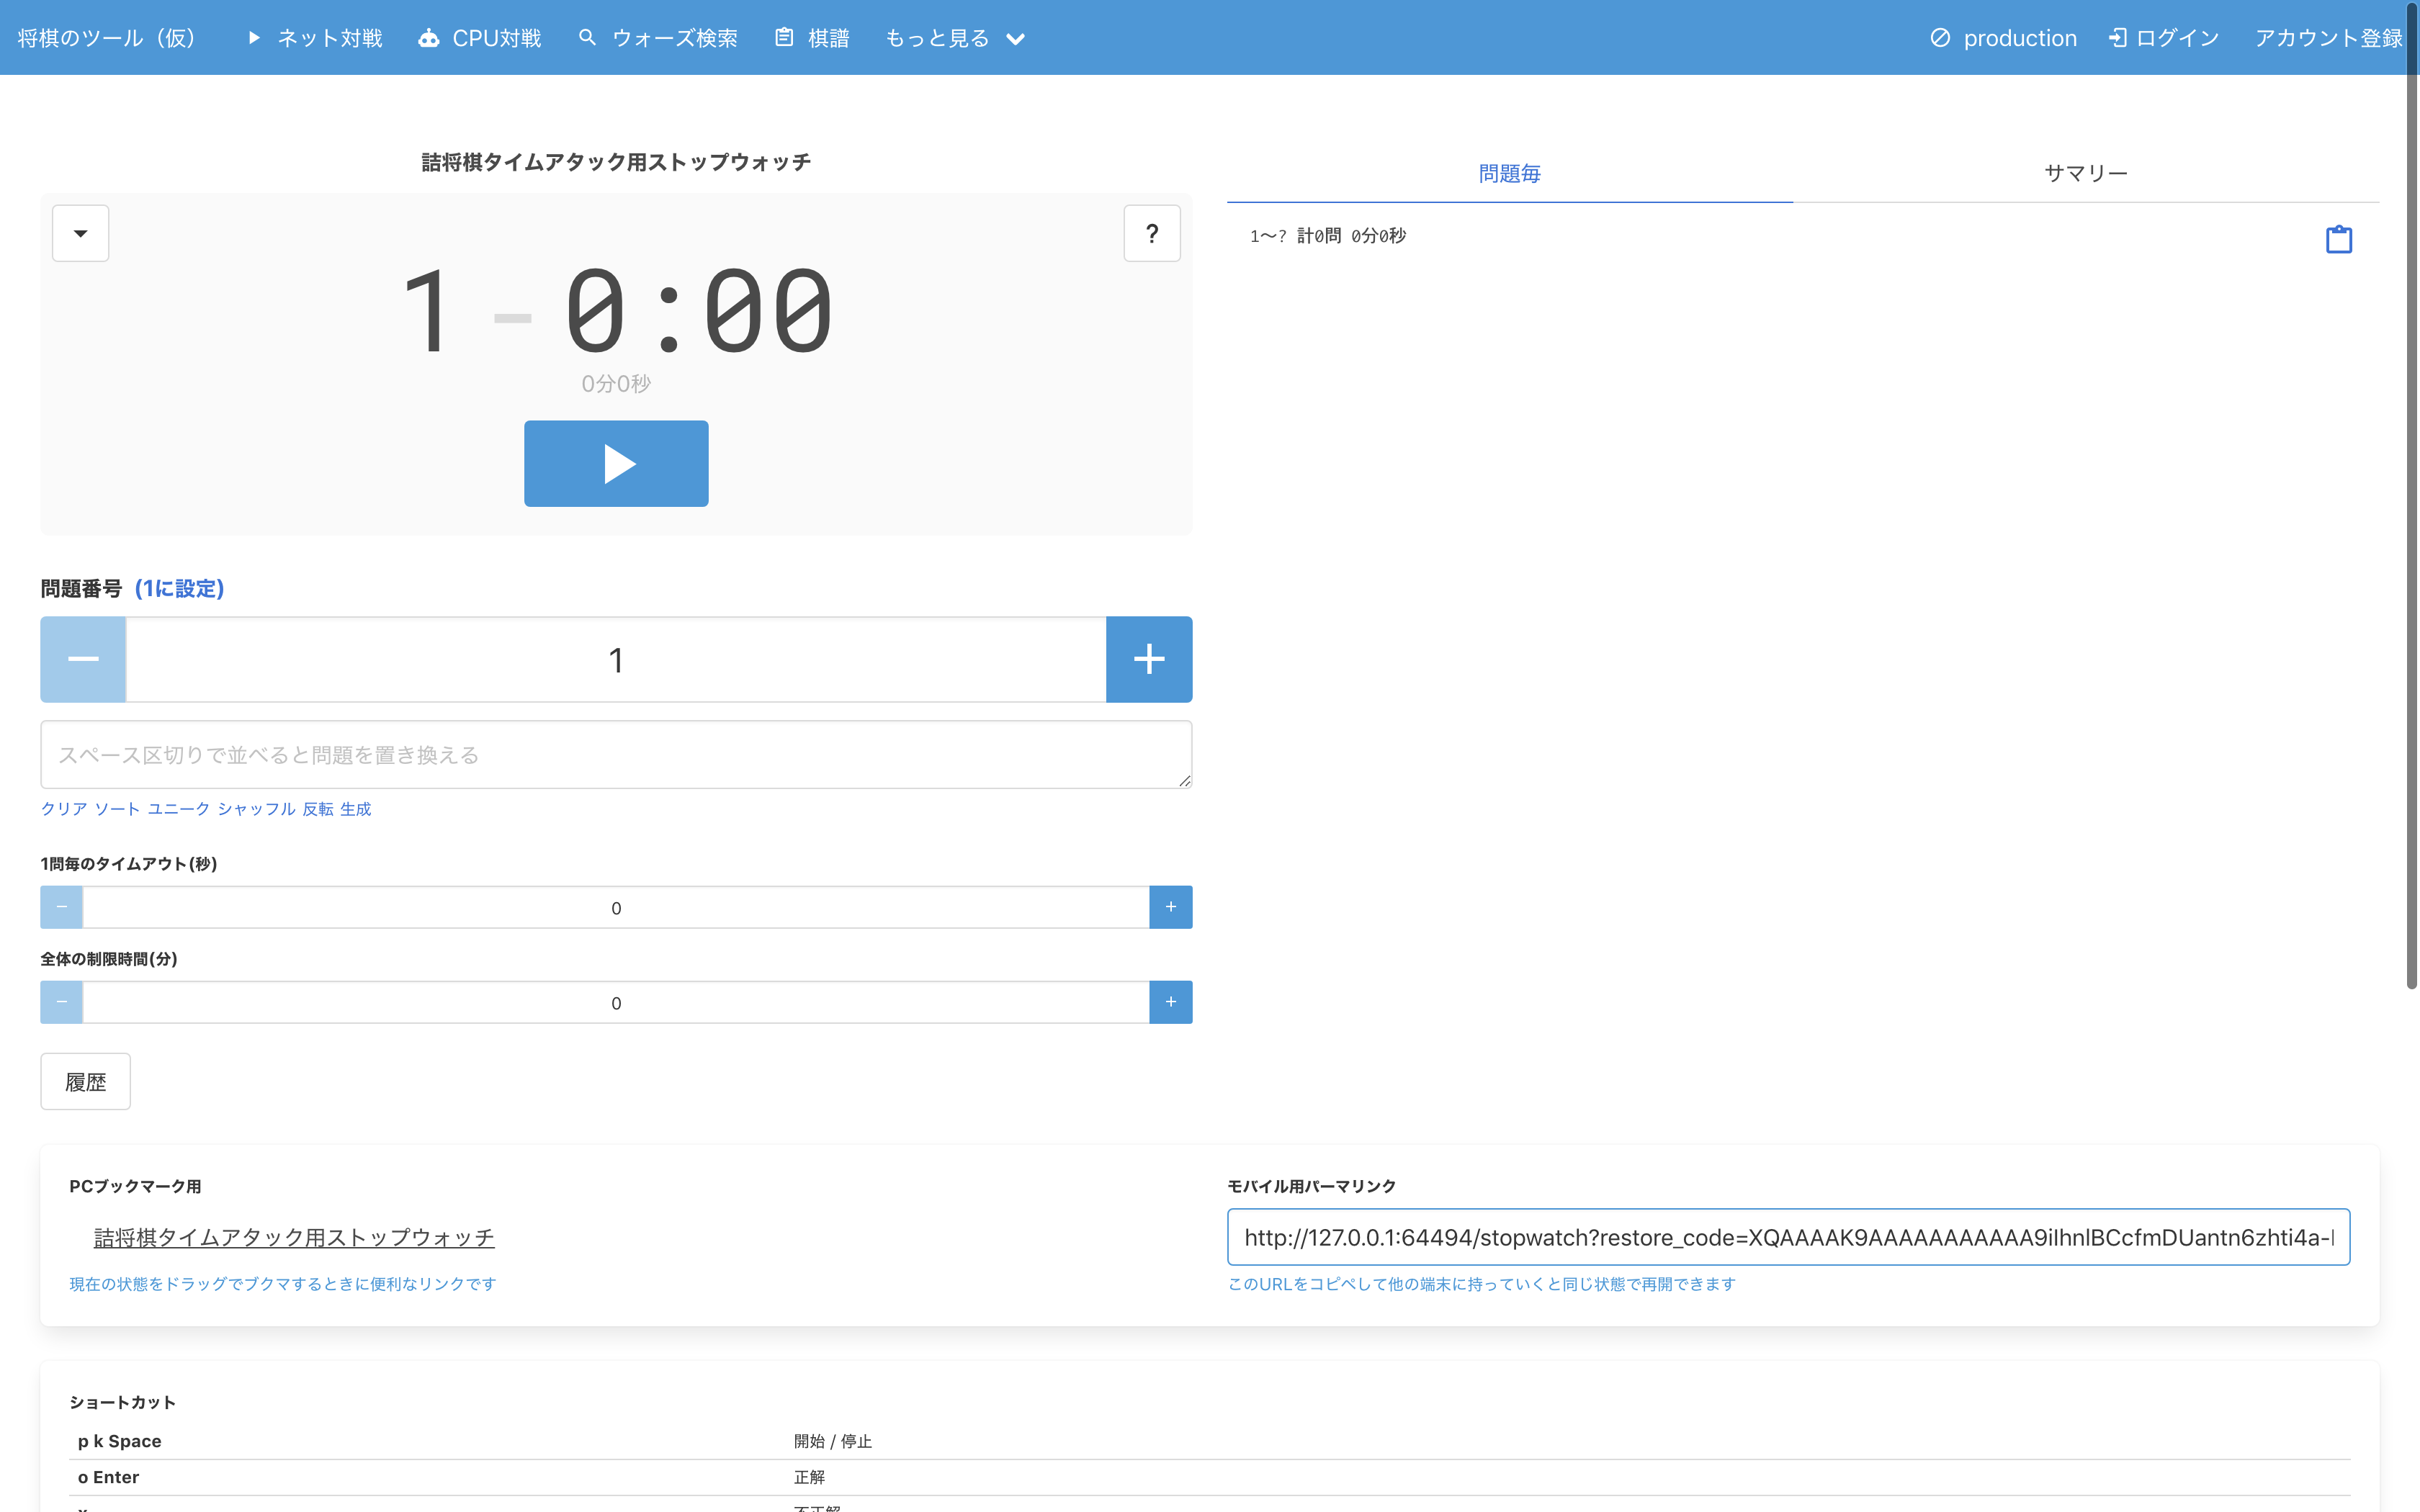 将棋のツール（仮） ネット対戦 CPU対戦 ウォーズ検索 棋譜 もっと見る production ログイン アカウント登録
詰将棋タイムアタック用ストップウォッチ
?
1 - 0:00
0分0秒
問題番号 (1に設定)
1
スペース区切りで並べると問題を置き換える
クリア ソート ユニーク シャッフル 反転 生成
1問毎のタイムアウト(秒)
0
全体の制限時間(分)
0
履歴
問題毎 サマリー
1〜? 計0問 0分0秒
PCブックマーク用
詰将棋タイムアタック用ストップウォッチ
現在の状態をドラッグでブクマするときに便利なリンクです
モバイル用パーマリンク
http://127.0.0.1:64494/stopwatch?restore_code=XQAAAAK9AAAAAAAAAAA9iIhnlBCcfmDUantn6zhti4a-
このURLをコピペして他の端末に持っていくと同じ状態で再開できます
ショートカット
p k Space 開始 / 停止
o Enter 正解
x 不正解